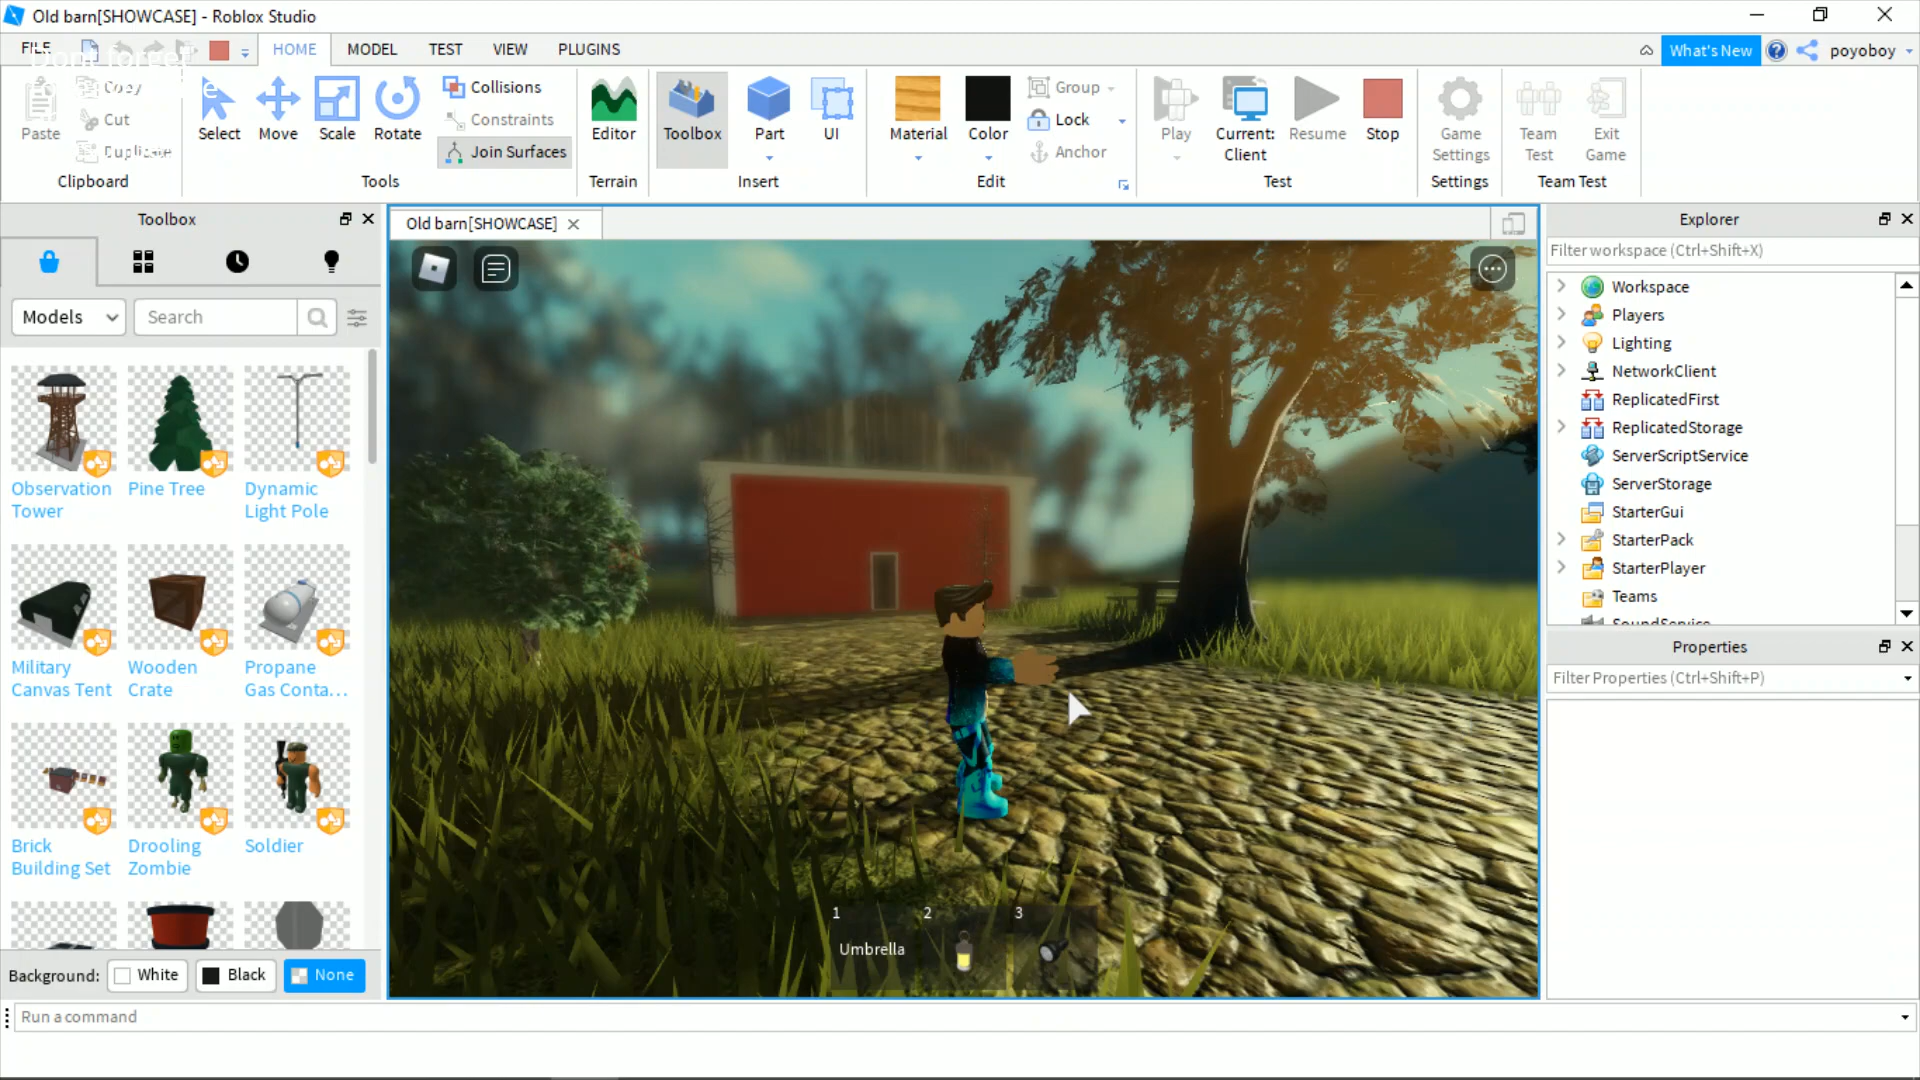 Old barn[SHOWCASE] - Roblox Studio
FILE
HOME
MODEL
TEST
VIEW
PLUGINS
What's New
poyoboy
Dont forget
Paste
Copy
Cut
Duplicate
Clipboard
Select
Move
Scale
Rotate
Collisions
Constraints
Join Surfaces
Tools
Editor
Terrain
Toolbox
Part
UI
Insert
Material
Color
Group
Lock
Anchor
Edit
Play
Current:
Client
Resume
Stop
Test
Game
Settings
Settings
Team
Test
Exit
Game
Team Test
Toolbox
Models
Search
Observation
Tower
Pine Tree
Dynamic
Light Pole
Military
Canvas Tent
Wooden
Crate
Propane
Gas Conta...
Brick
Building Set
Drooling
Zombie
Soldier
Background:
White
Black
None
Old barn[SHOWCASE]
1
2
3
Umbrella
Explorer
Filter workspace (Ctrl+Shift+X)
Workspace
Players
Lighting
NetworkClient
ReplicatedFirst
ReplicatedStorage
ServerScriptService
ServerStorage
StarterGui
StarterPack
StarterPlayer
Teams
SoundService
Properties
Filter Properties (Ctrl+Shift+P)
Run a command